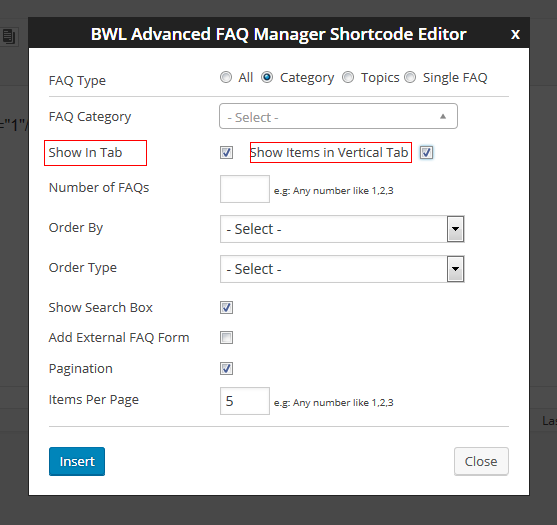 BWL Advanced FAQ Manager Shortcode Editor x
FAQ Type All Category Topics Single FAQ
="1"/
FAQ Category - Select -
Show In Tab Show Items in Vertical Tab
Number of FAQs e.g: Any number like 1,2,3
Order By - Select -
Order Type - Select -
Show Search Box
Add External FAQ Form
Pagination
Items Per Page 5 e.g: Any number like 1,2,3
Las
Insert Close